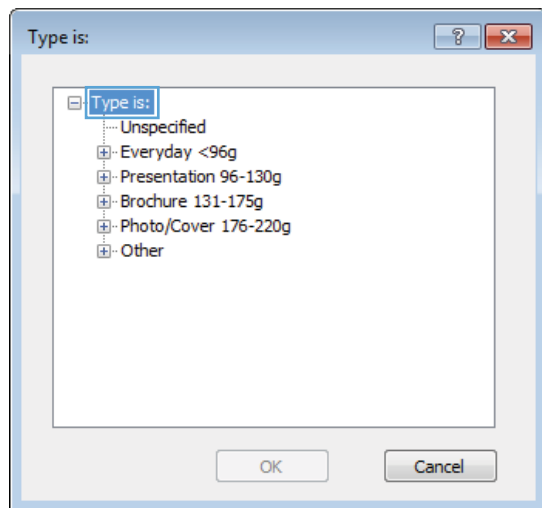 Type is:
?
Type is:
Unspecified
Everyday <96g
Presentation 96-130g
Brochure 131-175g
Photo/Cover 176-220g
Other
OK Cancel